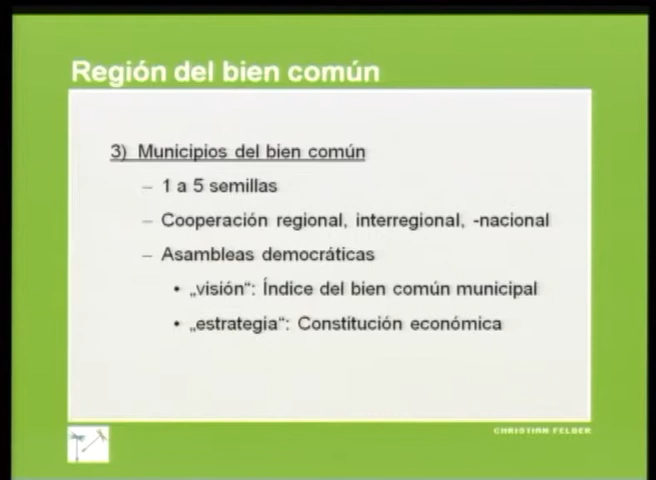 Región del bien común
3) Municipios del bien común
– 1 a 5 semillas
– Cooperación regional, interregional, -nacional
– Asambleas democráticas
• „visión“: Índice del bien común municipal
• „estrategia“: Constitución económica
CHRISTIAN FELBER